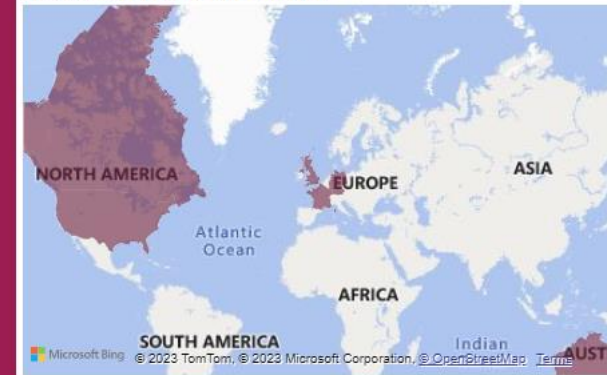 NORTH AMERICA
EUROPE
ASIA
Atlantic
Ocean
AFRICA
SOUTH AMERICA
Indian
AUST
Microsoft Bing
© 2023 TomTom, © 2023 Microsoft Corporation, © OpenStreetMap Terms